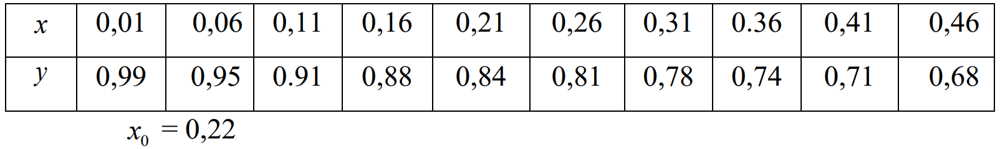 x 0,01 0,06 0,11 0,16 0,21 0,26 0,31 0.36 0,41 0,46
y 0,99 0,95 0.91 0,88 0,84 0,81 0,78 0,74 0,71 0,68
x₀ = 0,22